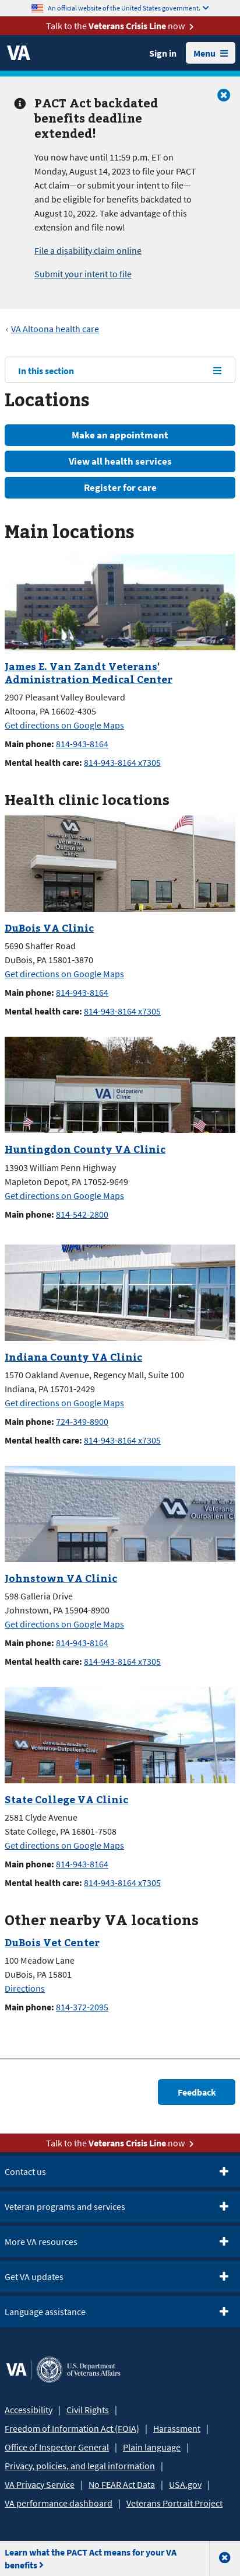 An official website of the United States government.
Talk to the Veterans Crisis Line now
VA
Sign in
Menu
PACT Act backdated
benefits deadline
extended!
You now have until 11:59 p.m. ET on
Monday, August 14, 2023 to file your PACT
Act claim—or submit your intent to file—
and be eligible for benefits backdated to
August 10, 2022. Take advantage of this
extension and file now!
File a disability claim online
Submit your intent to file
‹ VA Altoona health care
In this section
Locations
Make an appointment
View all health services
Register for care
Main locations
James E. Van Zandt Veterans'
Administration Medical Center
2907 Pleasant Valley Boulevard
Altoona, PA 16602-4305
Get directions on Google Maps
Main phone: 814-943-8164
Mental health care: 814-943-8164 x7305
Health clinic locations
VA
DuBois VA Clinic
5690 Shaffer Road
DuBois, PA 15801-3870
Get directions on Google Maps
Main phone: 814-943-8164
Mental health care: 814-943-8164 x7305
VA Outpatient
Clinic
Huntingdon County VA Clinic
13903 William Penn Highway
Mapleton Depot, PA 17052-9649
Get directions on Google Maps
Main phone: 814-542-2800
Indiana County VA Clinic
1570 Oakland Avenue, Regency Mall, Suite 100
Indiana, PA 15701-2429
Get directions on Google Maps
Main phone: 724-349-8900
Mental health care: 814-943-8164 x7305
VA
Johnstown VA Clinic
598 Galleria Drive
Johnstown, PA 15904-8900
Get directions on Google Maps
Main phone: 814-943-8164
Mental health care: 814-943-8164 x7305
VA
Veterans Outpatient Clinic
State College VA Clinic
2581 Clyde Avenue
State College, PA 16801-7508
Get directions on Google Maps
Main phone: 814-943-8164
Mental health care: 814-943-8164 x7305
Other nearby VA locations
DuBois Vet Center
100 Meadow Lane
DuBois, PA 15801
Directions
Main phone: 814-372-2095
Feedback
Talk to the Veterans Crisis Line now
Contact us
Veteran programs and services
More VA resources
Get VA updates
Language assistance
VA | U.S. Department
of Veterans Affairs
Accessibility | Civil Rights |
Freedom of Information Act (FOIA) | Harassment |
Office of Inspector General | Plain language |
Privacy, policies, and legal information |
VA Privacy Service | No FEAR Act Data | USA.gov |
VA performance dashboard | Veterans Portrait Project
Learn what the PACT Act means for your VA
benefits